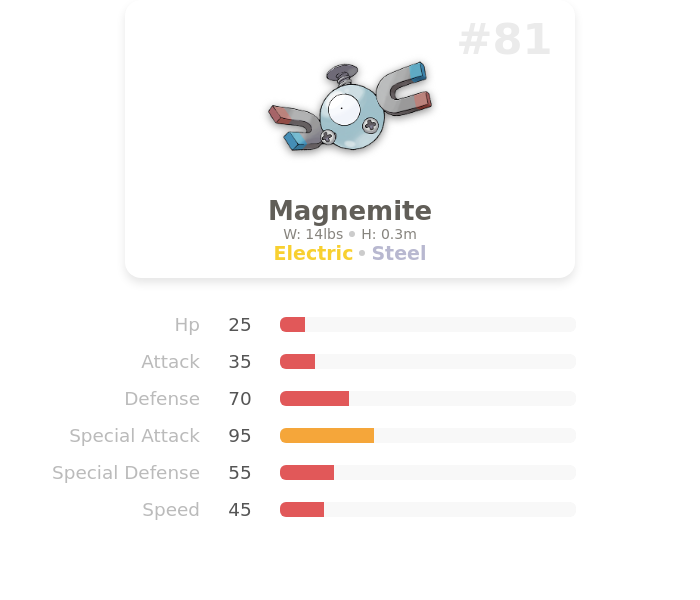 #81
Magnemite
W: 14lbs • H: 0.3m
Electric • Steel
Hp 25
Attack 35
Defense 70
Special Attack 95
Special Defense 55
Speed 45